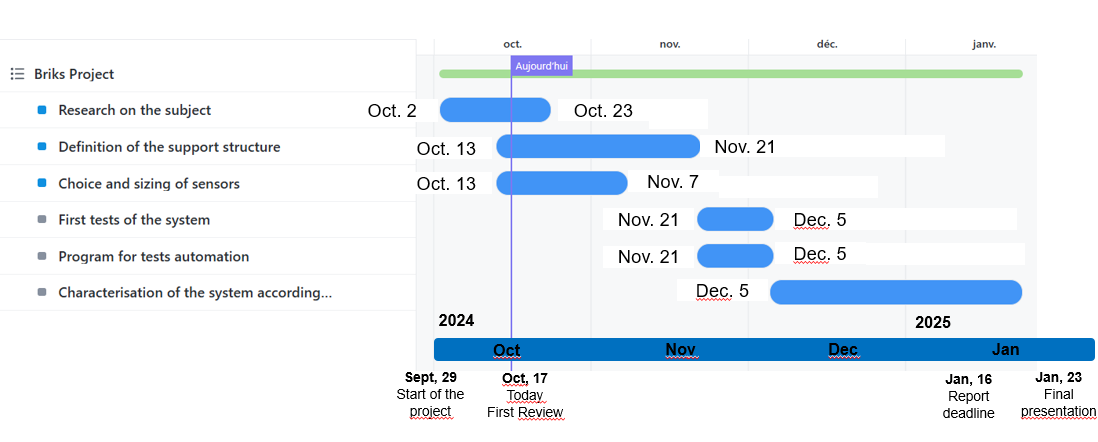 oct.
nov.
déc.
janv.
Aujourd'hui
Briks Project
Research on the subject
Oct. 2
Oct. 23
Definition of the support structure
Oct. 13
Nov. 21
Choice and sizing of sensors
Oct. 13
Nov. 7
First tests of the system
Nov. 21
Dec. 5
Program for tests automation
Nov. 21
Dec. 5
Characterisation of the system according...
Dec. 5
2024
2025
Oct
Nov
Dec
Jan
Sept, 29
Start of the
project
Oct, 17
Today
First Review
Jan, 16
Report
deadline
Jan, 23
Final
presentation